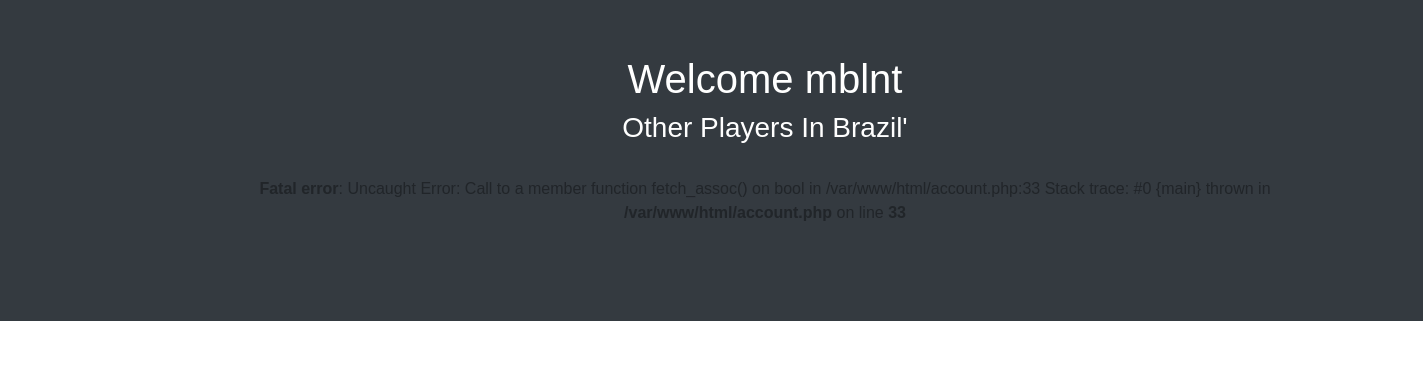 Welcome mblnt
Other Players In Brazil'
Fatal error: Uncaught Error: Call to a member function fetch_assoc() on bool in /var/www/html/account.php:33 Stack trace: #0 {main} thrown in
/var/www/html/account.php on line 33